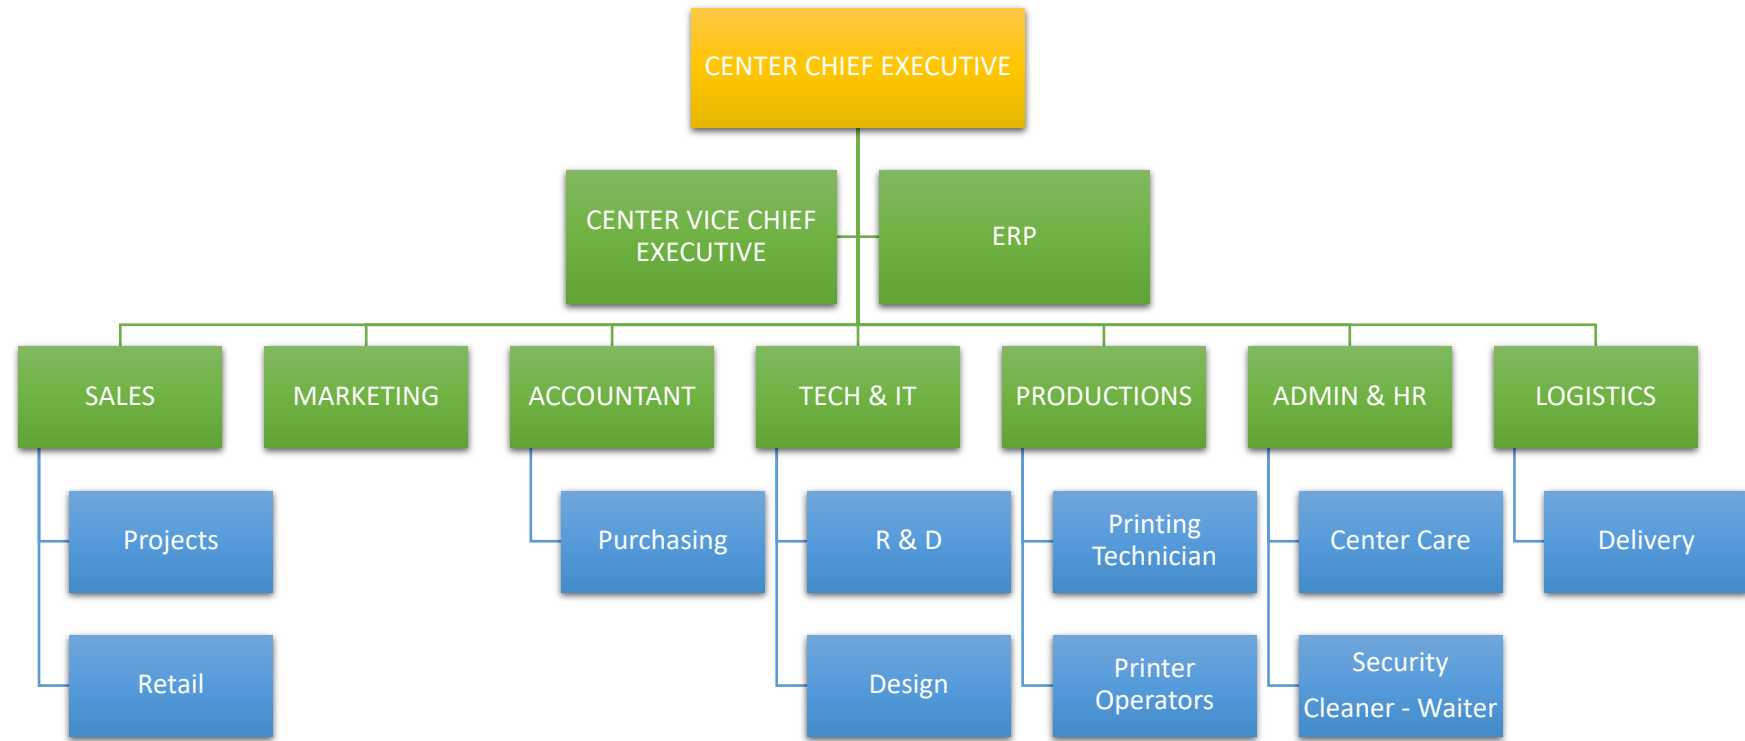 CENTER CHIEF EXECUTIVE
CENTER VICE CHIEF
EXECUTIVE
ERP
SALES
MARKETING
ACCOUNTANT
TECH & IT
PRODUCTIONS
ADMIN & HR
LOGISTICS
Projects
Purchasing
R & D
Printing
Technician
Center Care
Delivery
Retail
Design
Printer
Operators
Security
Cleaner - Waiter